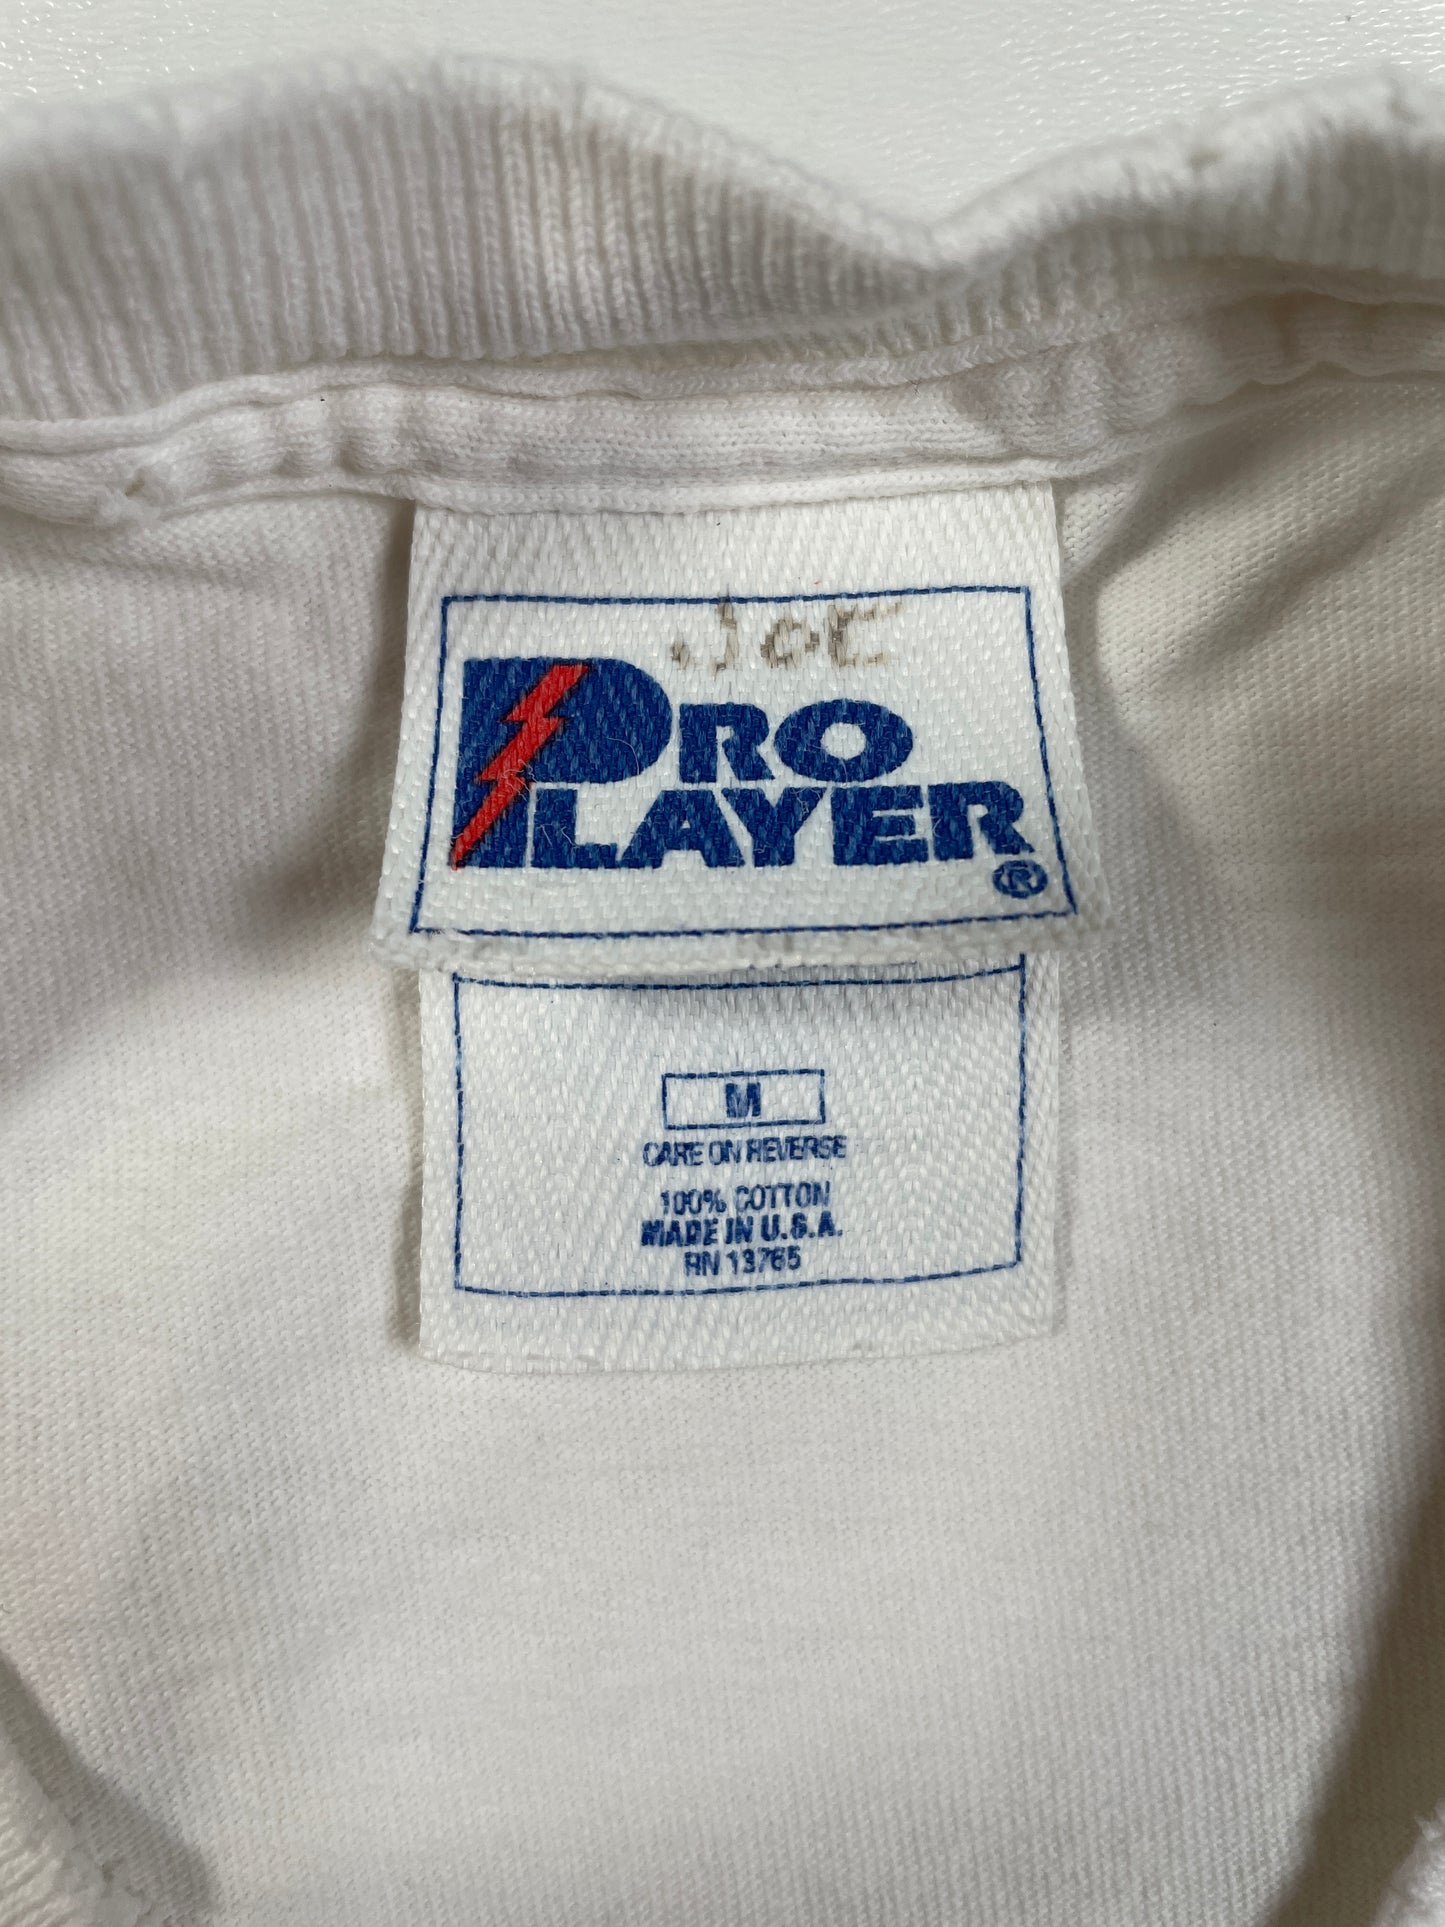 JOE
PRO
PLAYER®
M
CARE ON REVERSE
100% COTTON
MADE IN U.S.A.
RN 13765